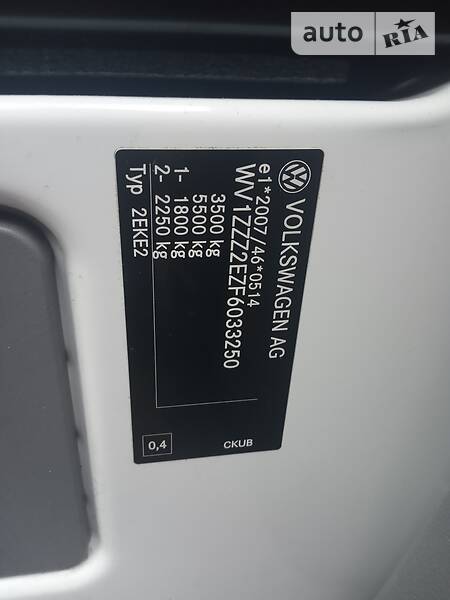 auto RIA
VOLKSWAGEN AG
e1*2007/46*0514
WV1ZZZ2EZF6033250
3500 kg
5500 kg
1- 1800 kg
2- 2250 kg
Typ 2EKE2
0,4
CKUB